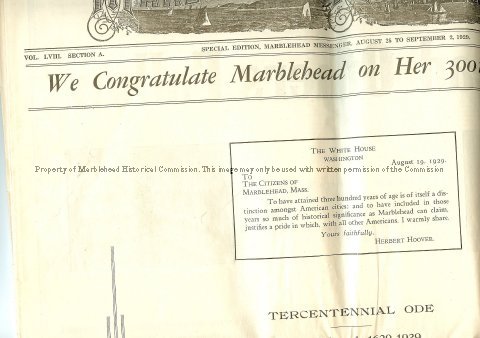 VOL. LVIII. SECTION A.
SPECIAL EDITION, MARBLEHEAD MESSENGER, AUGUST 25 TO SEPTEMBER 2, 1929.
We Congratulate Marblehead on Her 300
THE WHITE HOUSE
WASHINGTON
August 19, 1929.
Property of Marblehead Historical Commission. This image may only be used with written permission of the Commission
TO
THE CITIZENS OF
MARBLEHEAD, MASS.
To have attained three hundred years of age is of itself a dis-
tinction amongst American cities: and to have included in those
years so much of historical significance as Marblehead can claim,
justifies a pride in which, with all other Americans, I warmly share.
Yours faithfully,
HERBERT HOOVER.
TERCENTENNIAL ODE
1629-1929